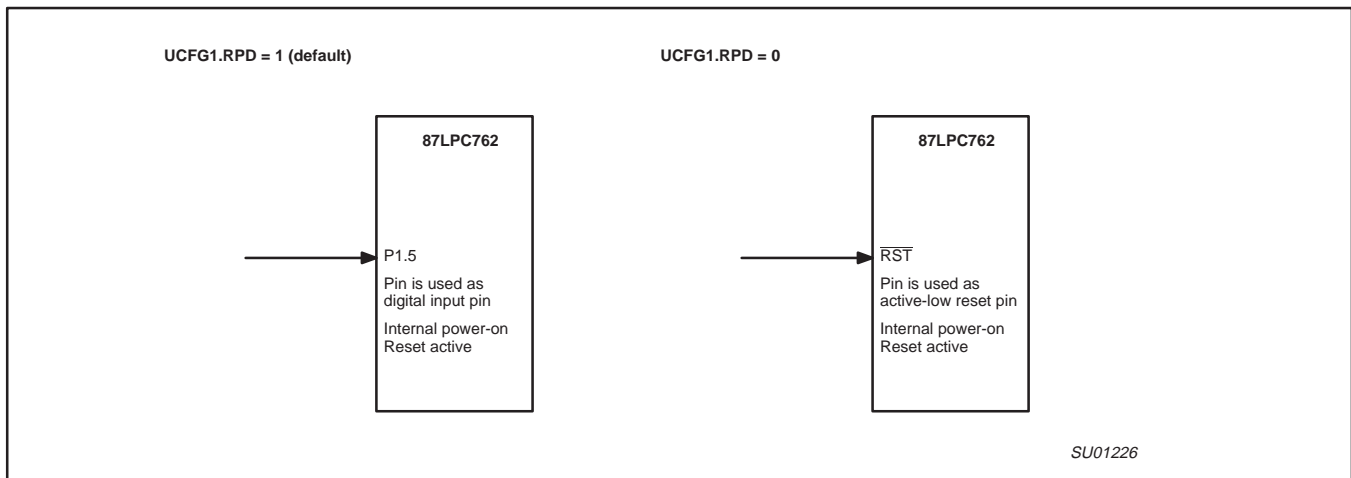 UCFG1.RPD = 1 (default)
UCFG1.RPD = 0
87LPC762
P1.5
Pin is used as
digital input pin
Internal power-on
Reset active
87LPC762
R̅S̅T̅
Pin is used as
active-low reset pin
Internal power-on
Reset active
SU01226